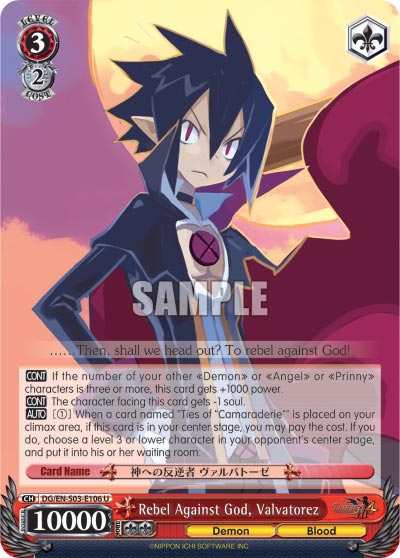 LEVEL
3
2
COST
SAMPLE
......Then, shall we head out? To rebel against God!
CONT If the number of your other «Demon» or «Angel» or «Prinny»
characters is three or more, this card gets +1000 power.
CONT The character facing this card gets -1 soul.
AUTO [①] When a card named "Ties of "Camaraderie"" is placed on your
climax area, if this card is in your center stage, you may pay the cost. If you
do, choose a level 3 or lower character in your opponent's center stage,
and put it into your opponent's stock.
Card Name 神への反逆者 ヴァルバトーゼ
CH DG/EN-S03-E106 U
Rebel Against God, Valvatorez
POWER 10000 SOUL Demon Blood
©NIPPON ICHI SOFTWARE INC.